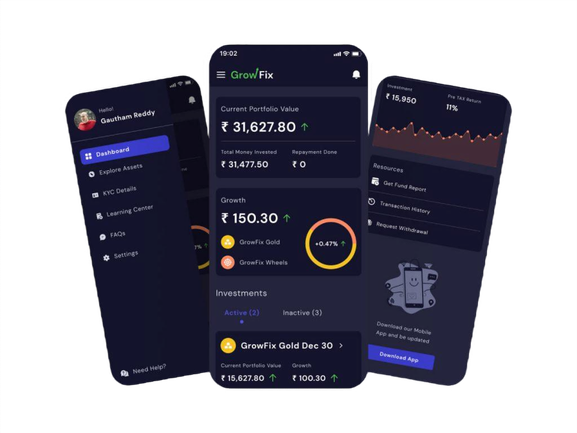 Hello!
Gautham Reddy
Dashboard
Explore Assets
KYC Details
Learning Center
FAQs
Settings
Need Help?
7%
19:02
GrowFix
Current Portfolio Value
₹ 31,627.80
Total Money Invested
Repayment Done
₹ 31,477.50
₹ 0
Growth
₹ 150.30
GrowFix Gold
GrowFix Wheels
+0.47%
Investments
Active (2)
Inactive (3)
GrowFix Gold Dec 30
Current Portfolio Value
Growth
₹ 15,627.80
₹ 100.30
Investment
Pre TAX Return
₹ 15,950
11%
Resources
Get Fund Report
Transaction History
Request Withdrawal
Download our Mobile
App and be updated
Download App